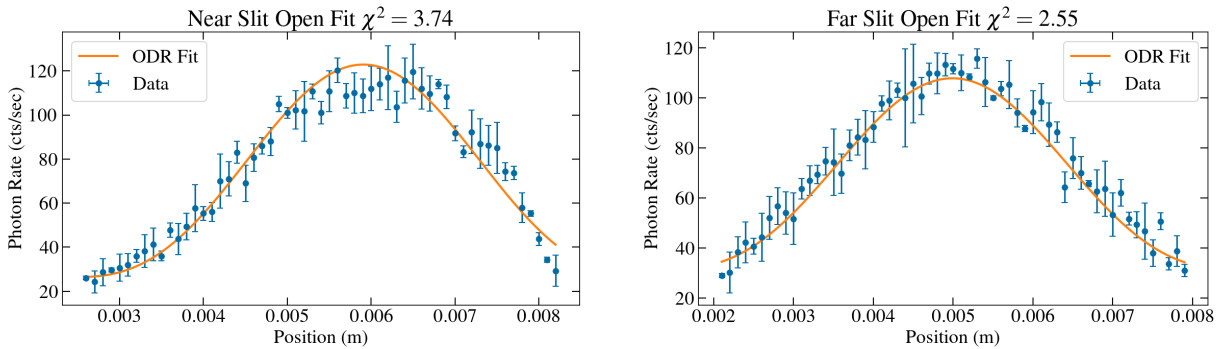 Near Slit Open Fit χ² = 3.74
Photon Rate (cts/sec)
120
100
80
60
40
20
ODR Fit
Data
0.003 0.004 0.005 0.006 0.007 0.008
Position (m)
Far Slit Open Fit χ² = 2.55
Photon Rate (cts/sec)
120
100
80
60
40
20
ODR Fit
Data
0.002 0.003 0.004 0.005 0.006 0.007 0.008
Position (m)